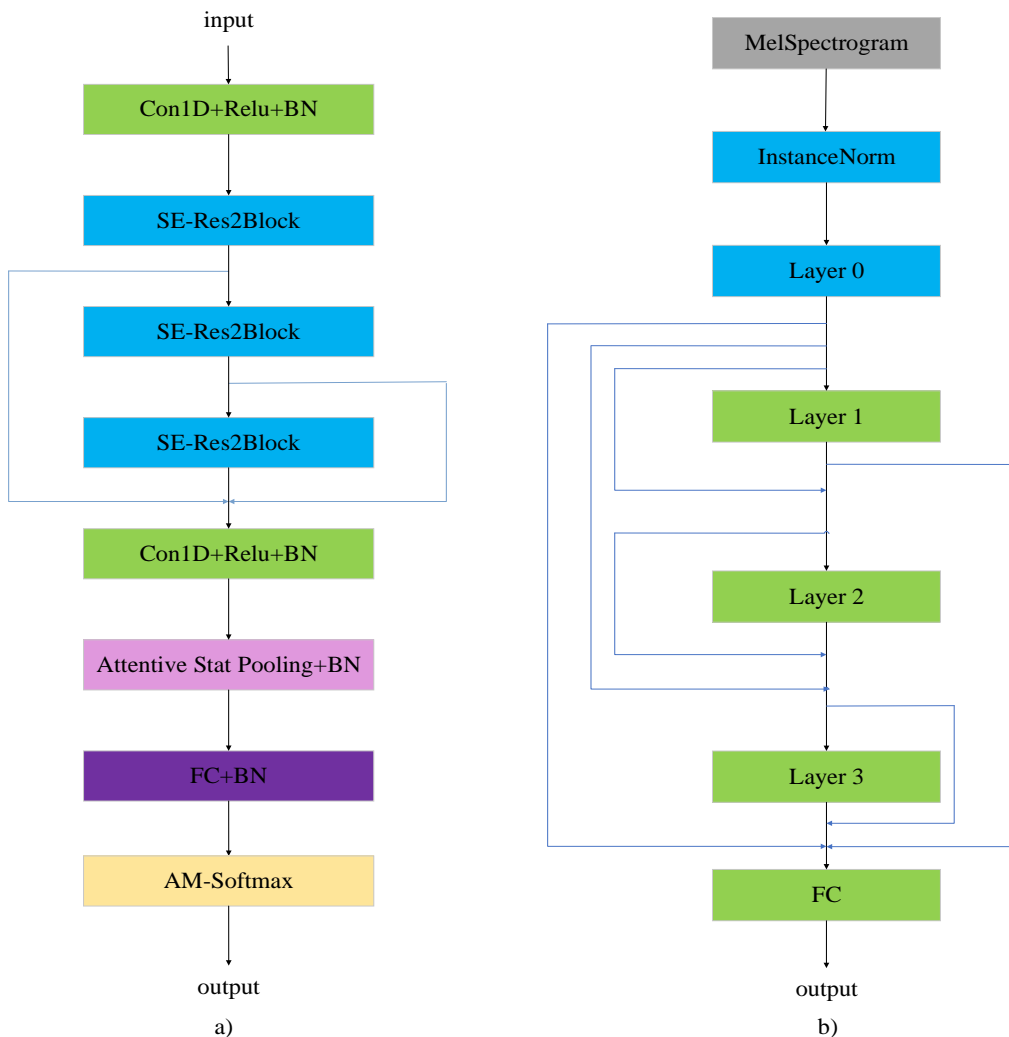 input
Con1D+Relu+BN
SE-Res2Block
SE-Res2Block
SE-Res2Block
Con1D+Relu+BN
Attentive Stat Pooling+BN
FC+BN
AM-Softmax
output
a)
MelSpectrogram
InstanceNorm
Layer 0
Layer 1
Layer 2
Layer 3
FC
output
b)